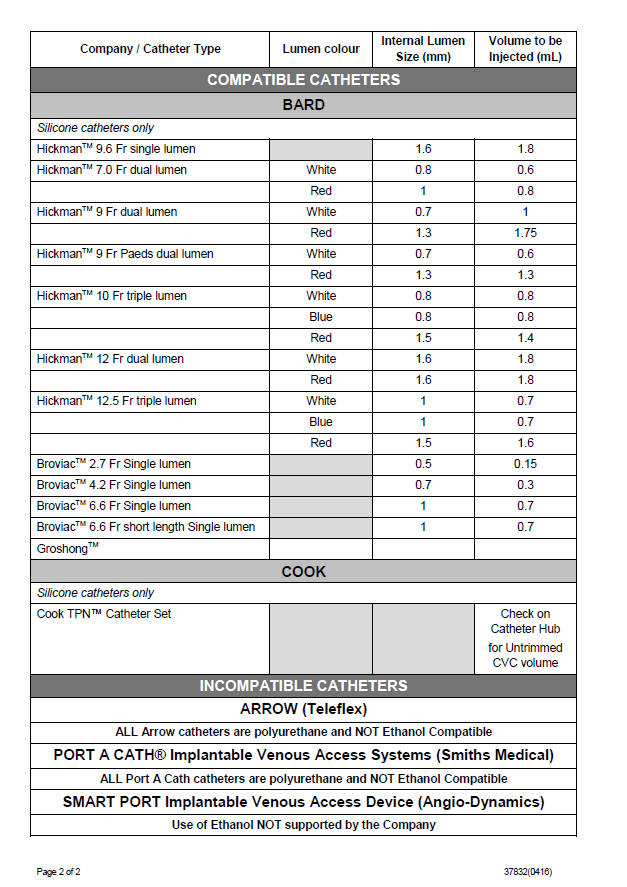 Company / Catheter Type Lumen colour Internal Lumen Size (mm) Volume to be Injected (mL)
COMPATIBLE CATHETERS
BARD
Silicone catheters only
Hickman™ 9.6 Fr single lumen 1.6 1.8
Hickman™ 7.0 Fr dual lumen White 0.8 0.6
Red 1 0.8
Hickman™ 9 Fr dual lumen White 0.7 1
Red 1.3 1.75
Hickman™ 9 Fr Paeds dual lumen White 0.7 0.6
Red 1.3 1.3
Hickman™ 10 Fr triple lumen White 0.8 0.8
Blue 0.8 0.8
Red 1.5 1.4
Hickman™ 12 Fr dual lumen White 1.6 1.8
Red 1.6 1.8
Hickman™ 12.5 Fr triple lumen White 1 0.7
Blue 1 0.7
Red 1.5 1.6
Broviac™ 2.7 Fr Single lumen 0.5 0.15
Broviac™ 4.2 Fr Single lumen 0.7 0.3
Broviac™ 6.6 Fr Single lumen 1 0.7
Broviac™ 6.6 Fr short length Single lumen 1 0.7
Groshong™
COOK
Silicone catheters only
Cook TPN™ Catheter Set Check on
Catheter Hub
for Untrimmed
CVC volume
INCOMPATIBLE CATHETERS
ARROW (Teleflex)
ALL Arrow catheters are polyurethane and NOT Ethanol Compatible
PORT A CATH® Implantable Venous Access Systems (Smiths Medical)
ALL Port A Cath catheters are polyurethane and NOT Ethanol Compatible
SMART PORT Implantable Venous Access Device (Angio-Dynamics)
Use of Ethanol NOT supported by the Company
Page 2 of 2 37832(0416)